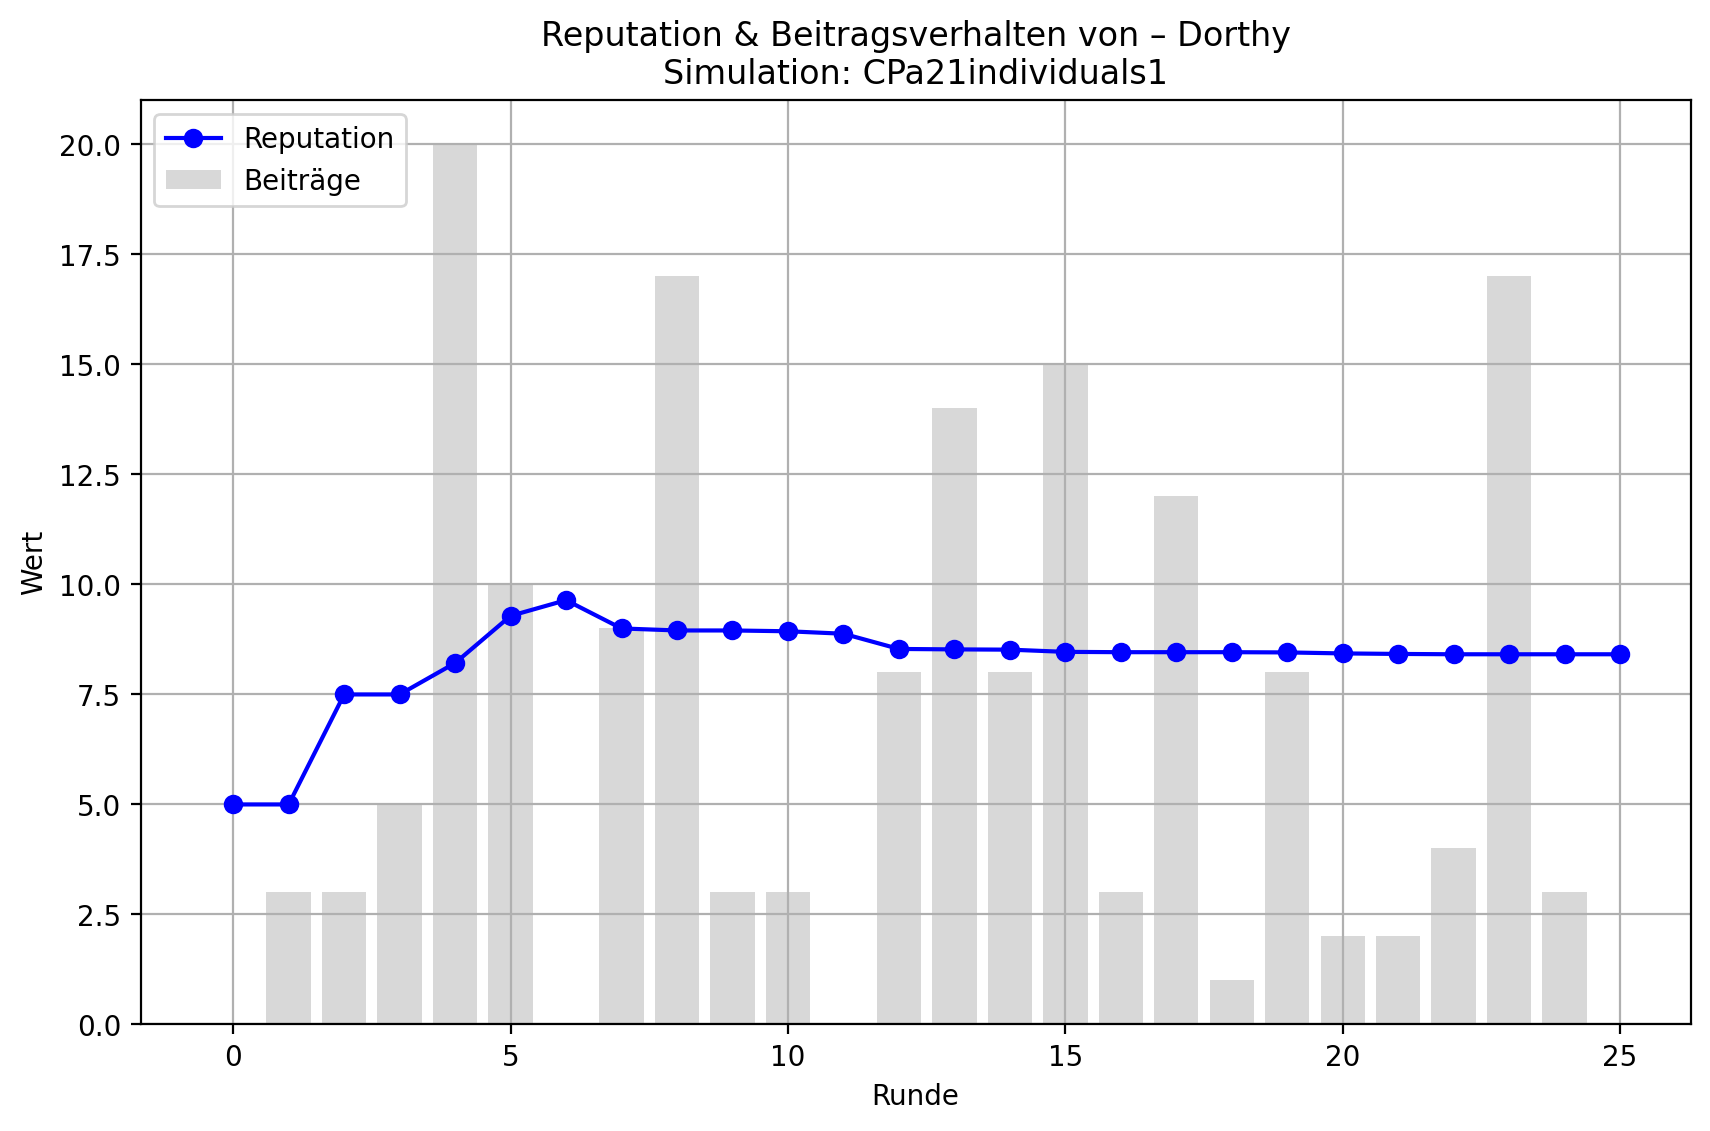 Reputation & Beitragsverhalten von – Dorthy
Simulation: CPa21individuals1
Reputation
Beiträge
20.0
17.5
15.0
12.5
10.0
7.5
5.0
2.5
0.0
Wert
0 5 10 15 20 25
Runde